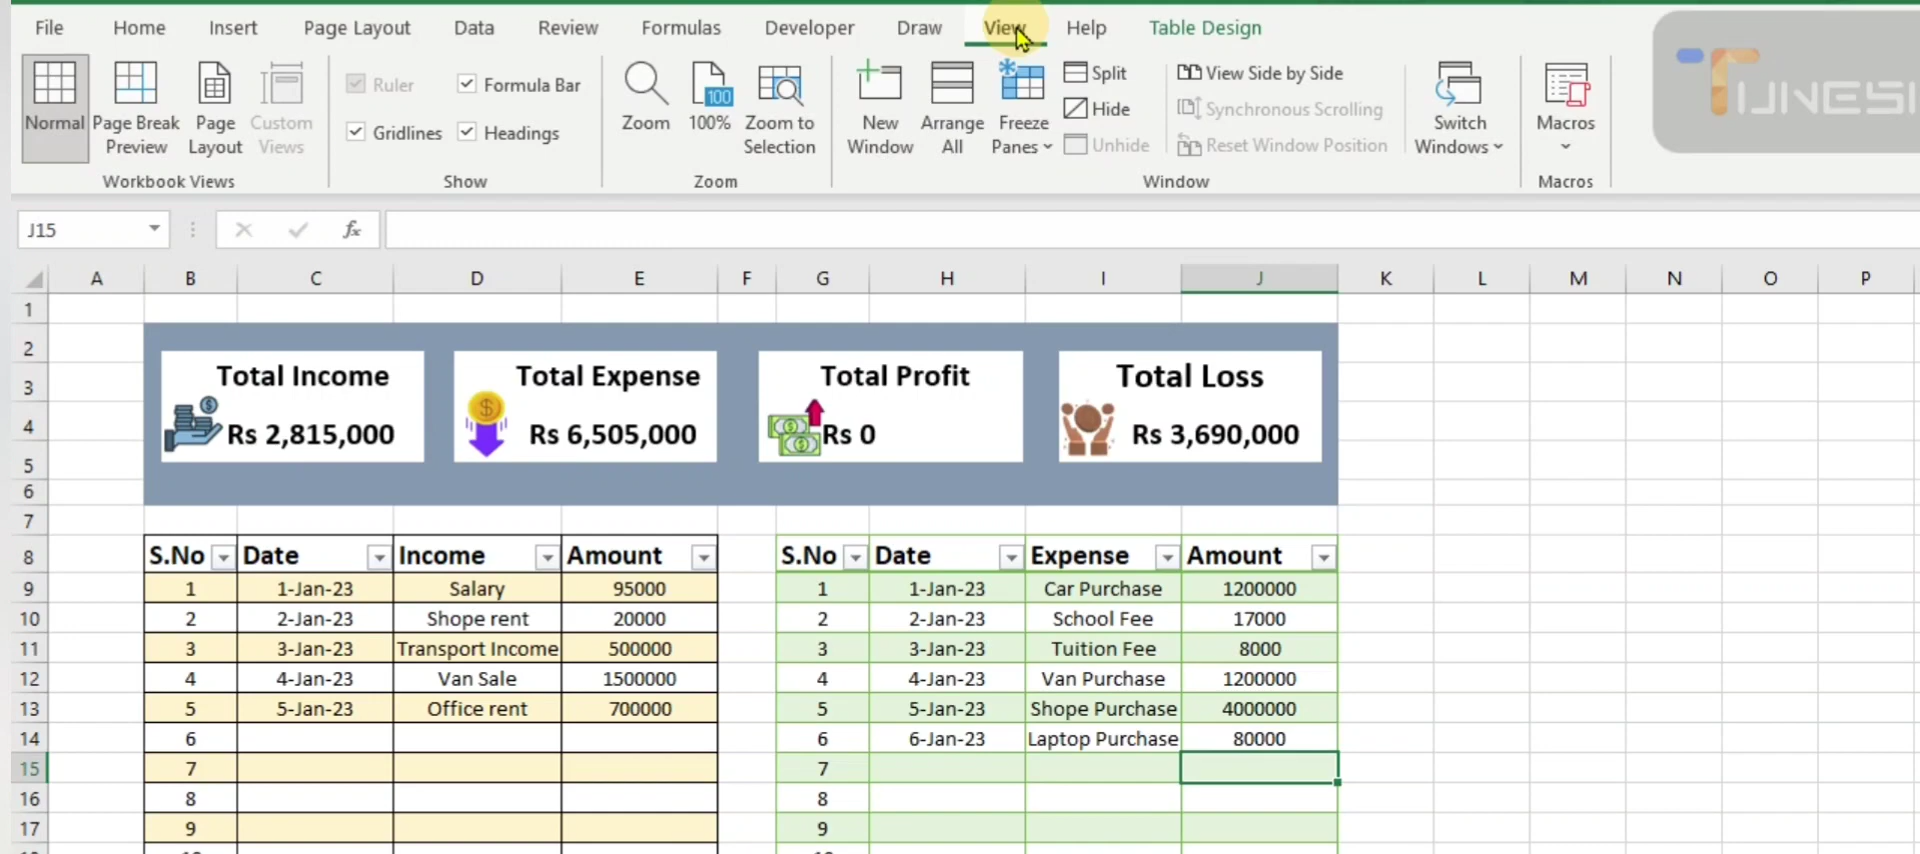 File Home Insert Page Layout Data Review Formulas Developer Draw View Help Table Design
Normal
Page Break Preview
Page Layout
Custom Views
Workbook Views
Ruler
Formula Bar
Gridlines
Headings
Show
Zoom
100
100%
Zoom to Selection
Zoom
New Window
Arrange All
Freeze Panes
Split
Hide
Unhide
View Side by Side
Synchronous Scrolling
Reset Window Position
Switch Windows
Window
Macros
Macros
J15
fx
A B C D E F G H I J K L M N O P
1
2
3 Total Income Total Expense Total Profit Total Loss
4 Rs 2,815,000 Rs 6,505,000 Rs 0 Rs 3,690,000
5
6
7
8 S.No Date Income Amount S.No Date Expense Amount
9 1 1-Jan-23 Salary 95000 1 1-Jan-23 Car Purchase 1200000
10 2 2-Jan-23 Shope rent 20000 2 2-Jan-23 School Fee 17000
11 3 3-Jan-23 Transport Income 500000 3 3-Jan-23 Tuition Fee 8000
12 4 4-Jan-23 Van Sale 1500000 4 4-Jan-23 Van Purchase 1200000
13 5 5-Jan-23 Office rent 700000 5 5-Jan-23 Shope Purchase 4000000
14 6 6 6-Jan-23 Laptop Purchase 80000
15 7 7
16 8 8
17 9 9